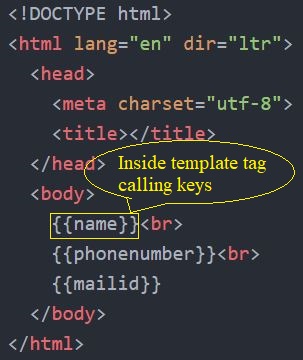 <!DOCTYPE html>
<html lang="en" dir="ltr">
<head>
<meta charset="utf-8">
<title></title>
</head>
Inside template tag
calling keys
<body>
{{name}}<br>
{{phonenumber}}<br>
{{mailid}}
</body>
</html>